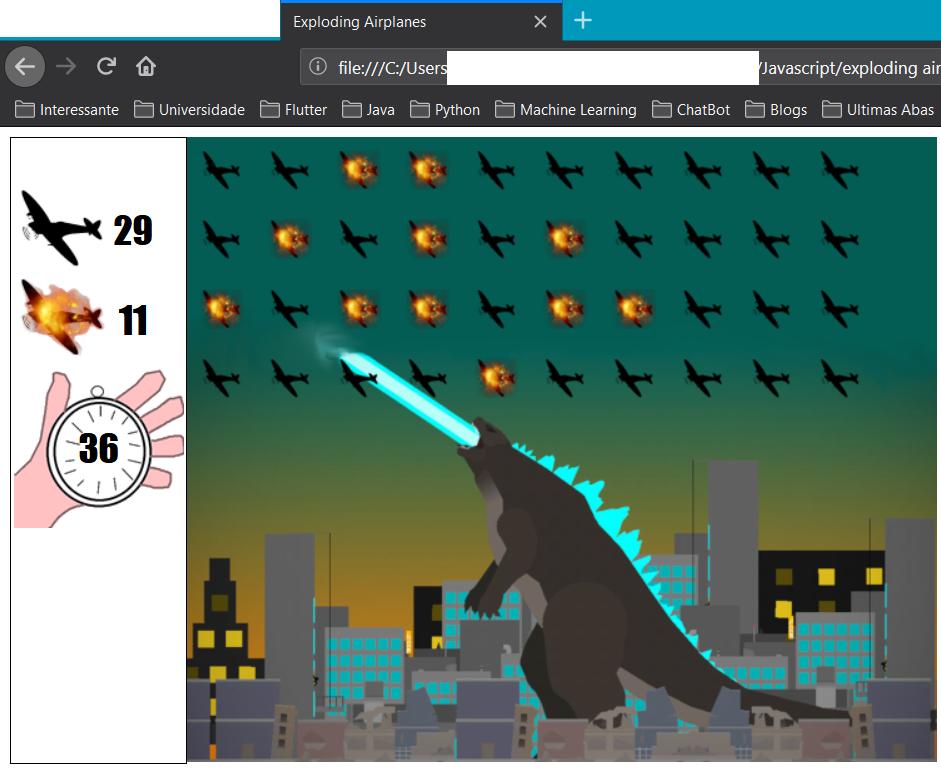 Exploding Airplanes
file:///C:/Users /Javascript/exploding air
Interessante Universidade Flutter Java Python Machine Learning ChatBot Blogs Ultimas Abas
29
11
36